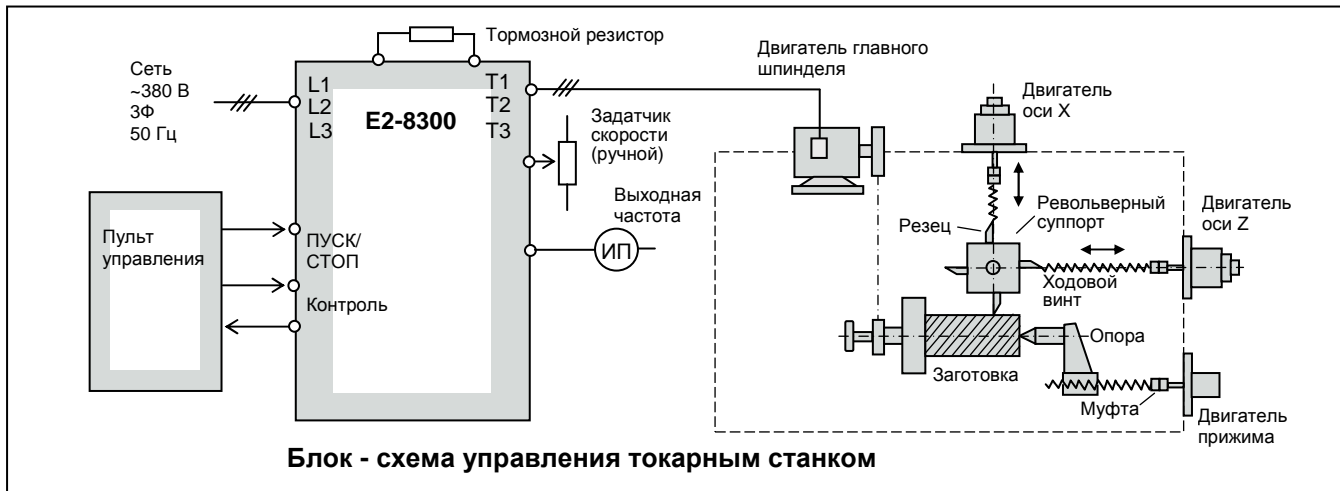 Тормозной резистор
Сеть
~380 В
3Ф
50 Гц
L1
L2
L3
T1
T2
T3
E2-8300
Задатчик
скорости
(ручной)
Выходная
частота
ИП
Пульт
управления
ПУСК/
СТОП
Контроль
Двигатель главного
шпинделя
Двигатель
оси X
Резец
Револьверный
суппорт
Двигатель
оси Z
Ходовой
винт
Опора
Заготовка
Муфта
Двигатель
прижима
Блок - схема управления токарным станком